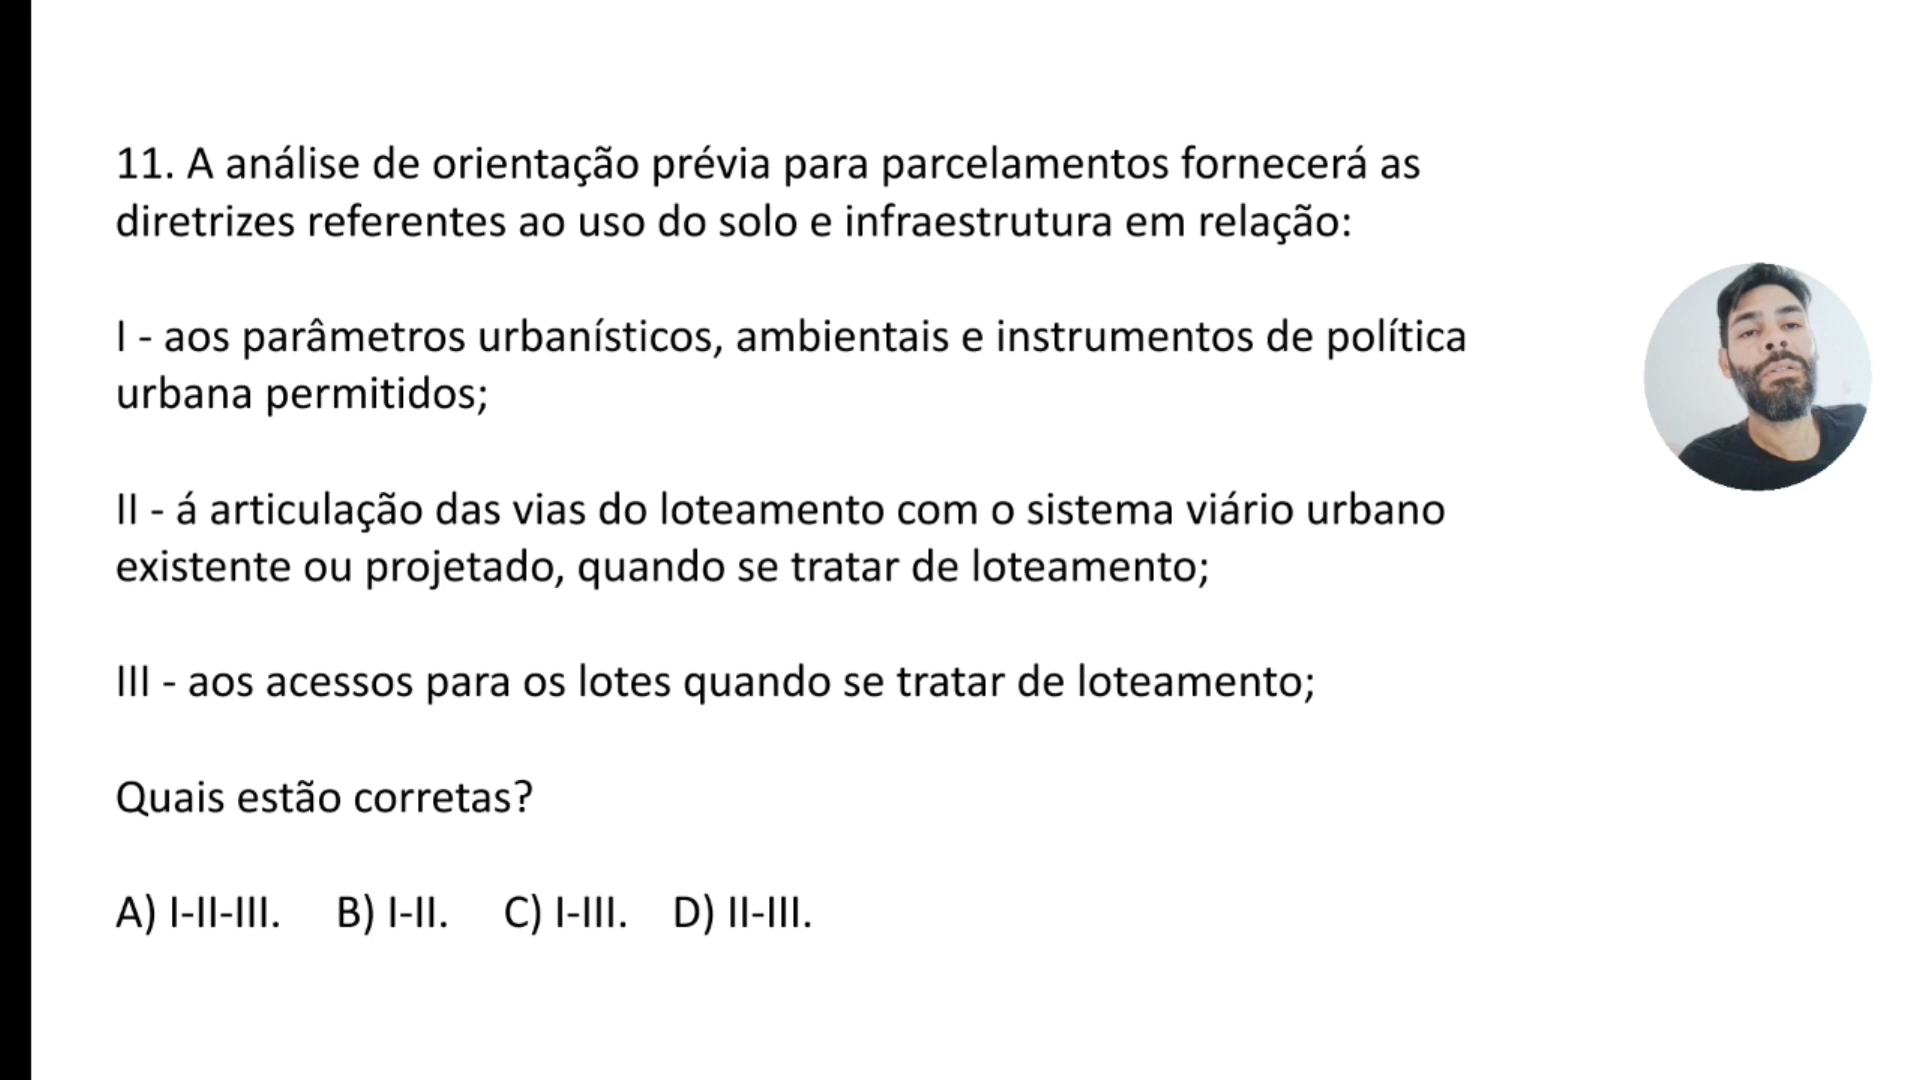 11. A análise de orientação prévia para parcelamentos fornecerá as
diretrizes referentes ao uso do solo e infraestrutura em relação:
I - aos parâmetros urbanísticos, ambientais e instrumentos de política
urbana permitidos;
II - á articulação das vias do loteamento com o sistema viário urbano
existente ou projetado, quando se tratar de loteamento;
III - aos acessos para os lotes quando se tratar de loteamento;
Quais estão corretas?
A) I-II-III. B) I-II. C) I-III. D) II-III.